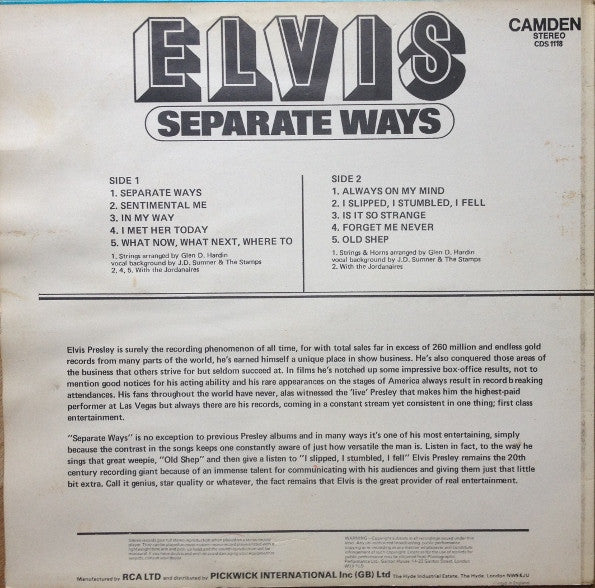 ELVIS
SEPARATE WAYS
CAMDEN
STEREO
CDS 1118
SIDE 1
1. SEPARATE WAYS
2. SENTIMENTAL ME
3. IN MY WAY
4. I MET HER TODAY
5. WHAT NOW, WHAT NEXT, WHERE TO
1. Strings arranged by Glen D. Hardin
vocal background by J.D. Sumner & The Stamps
2, 4, 5. With the Jordanaires
SIDE 2
1. ALWAYS ON MY MIND
2. I SLIPPED, I STUMBLED, I FELL
3. IS IT SO STRANGE
4. FORGET ME NEVER
5. OLD SHEP
1. Strings & Horns arranged by Glen D. Hardin
vocal background by J.D. Sumner & The Stamps
2. With the Jordanaires
Elvis Presley is surely the recording phenomenon of all time, for with total sales far in excess of 260 million and endless gold
records from many parts of the world, he's earned himself a unique place in show business. He's also conquered those areas of
the business that others strive for but seldom succeed at. In films he's notched up some impressive box-office results, not to
mention good notices for his acting ability and his rare appearances on the stages of America always result in record breaking
attendances. His fans throughout the world have never, alas witnessed the 'live' Presley that makes him the highest-paid
performer at Las Vegas but always there are his records, coming in a constant stream yet consistent in one thing; first class
entertainment.
"Separate Ways" is no exception to previous Presley albums and in many ways it's one of his most entertaining, simply
because the contrast in the songs keeps one constantly aware of just how versatile the man is. Listen in fact, to the way he
sings that great weepie, "Old Shep" and then give a listen to "I slipped, I stumbled, I fell" Elvis Presley remains the 20th
century recording giant because of an immense talent for communicating with his audiences and giving them just that little
bit extra. Call it genius, star quality or whatever, the fact remains that Elvis is the great provider of real entertainment.
Manufactured by RCA LTD and distributed by PICKWICK INTERNATIONAL Inc (GB) Ltd The Hyde Industrial Estate, The Hyde, London NW9 6JU